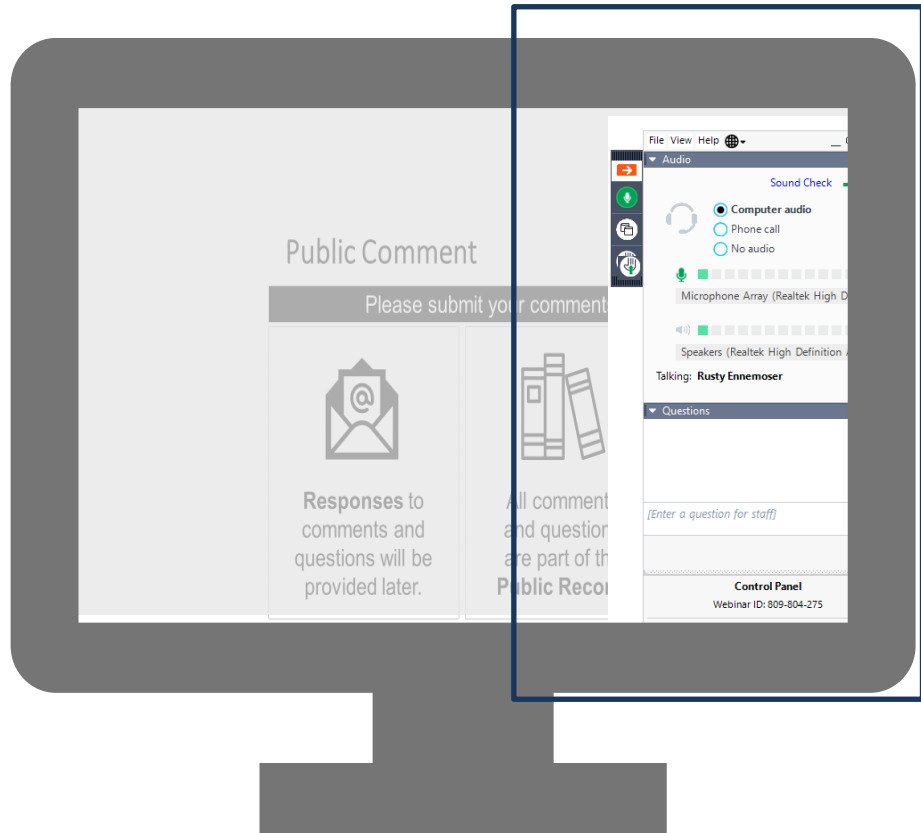 File View Help
Audio
Sound Check
Computer audio
Phone call
No audio
Microphone Array (Realtek High D
Speakers (Realtek High Definition
Talking: Rusty Ennemoser
Questions
[Enter a question for staff]
Control Panel
Webinar ID: 809-804-275
Public Comment
Please submit your comments
@
Responses to
comments and
questions will be
provided later.
All comment
and question
are part of th
Public Recor